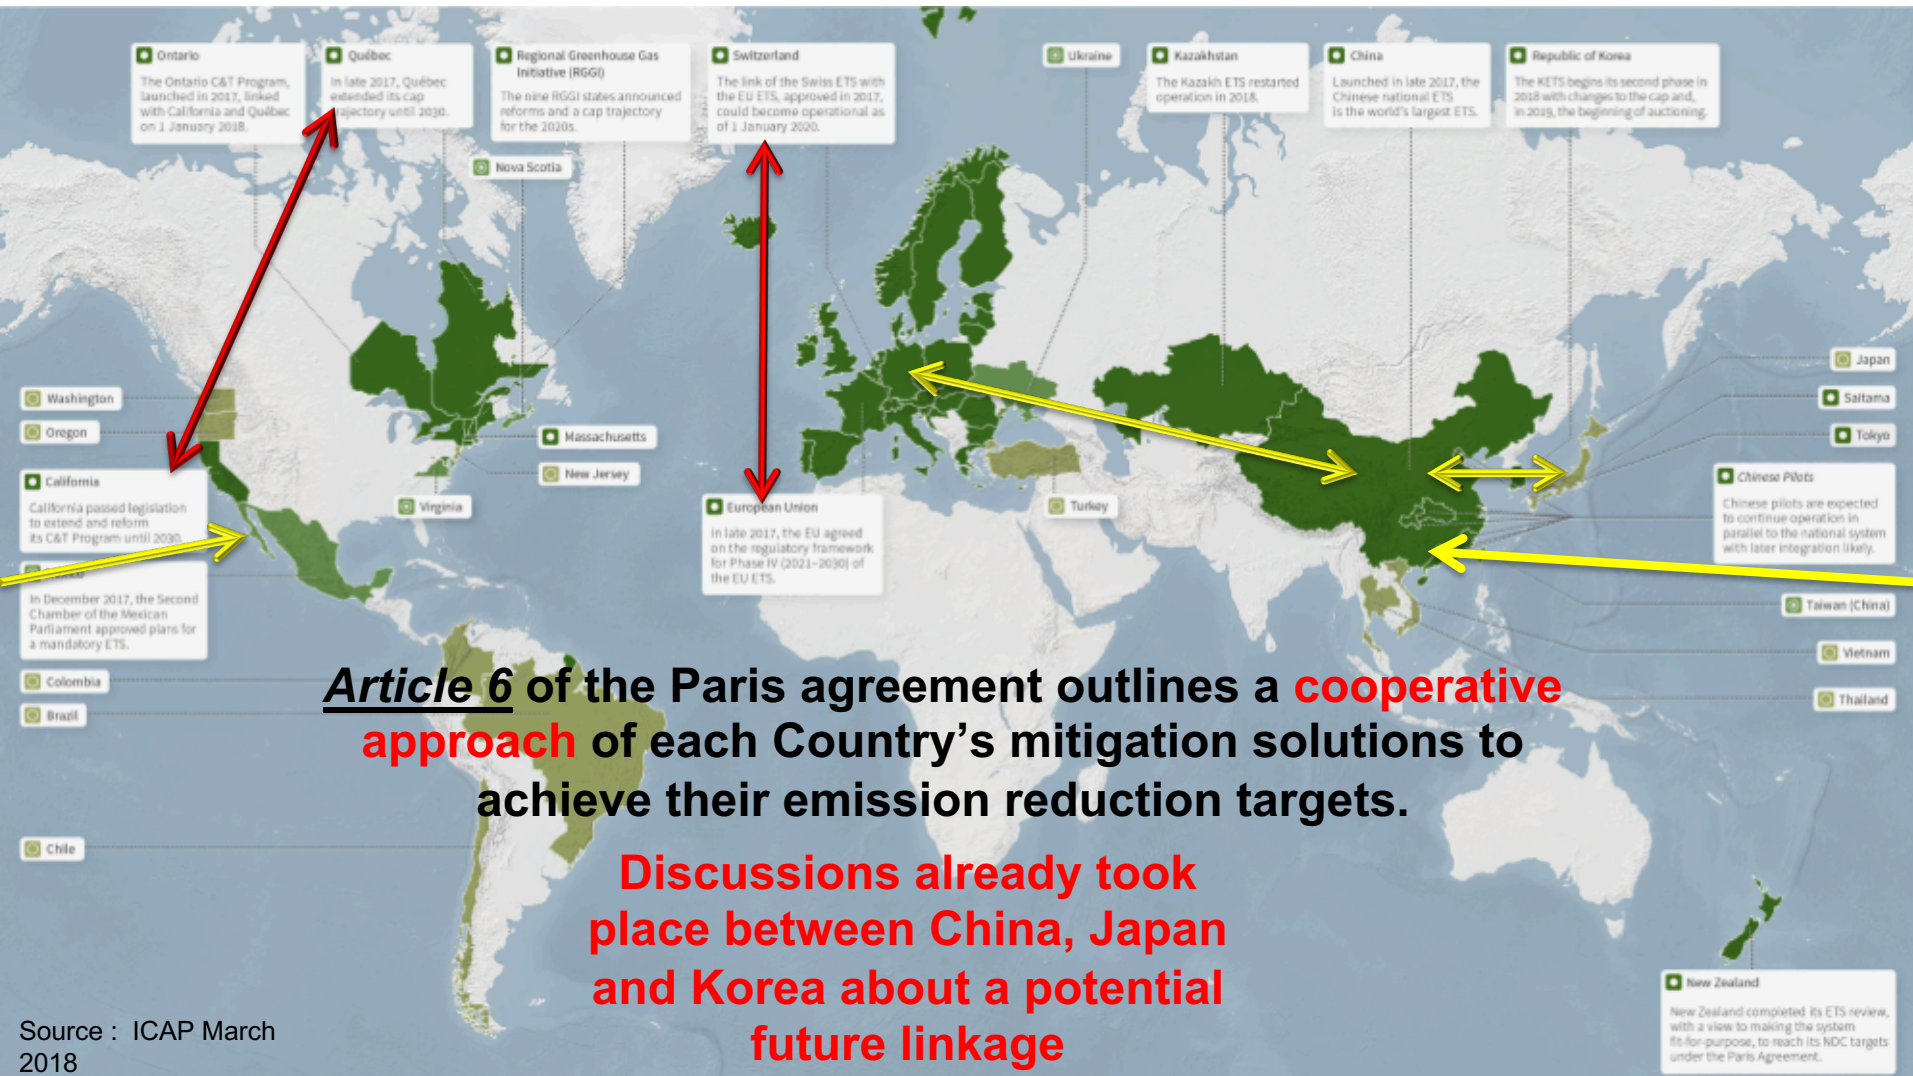 Ontario
The Ontario C&T Program,
launched in 2017, linked
with California and Québec
on 1 January 2018.
Québec
In late 2017, Québec
extended its cap
trajectory until 2030.
Regional Greenhouse Gas
Initiative (RGGI)
The nine RGGI states announced
reforms and a cap trajectory
for the 2020s.
Switzerland
The link of the Swiss ETS with
the EU ETS, approved in 2017,
could become operational as
of 1 January 2020.
Ukraine
Kazakhstan
The Kazakh ETS restarted
operation in 2018.
China
Launched in late 2017, the
Chinese national ETS
is the world's largest ETS.
Republic of Korea
The KETS begins its second phase in
2018 with changes to the cap and,
in 2019, the beginning of auctioning.
Nova Scotia
Washington
Oregon
California
California passed legislation
to extend and reform
its C&T Program until 2030.
In December 2017, the Second
Chamber of the Mexican
Parliament approved plans for
a mandatory ETS.
Colombia
Brazil
Chile
Massachusetts
New Jersey
Virginia
European Union
In late 2017, the EU agreed
on the regulatory framework
for Phase IV (2021–2030) of
the EU ETS.
Turkey
Japan
Saitama
Tokyo
Chinese Pilots
Chinese pilots are expected
to continue operation in
parallel to the national system
with later integration likely.
Taiwan (China)
Vietnam
Thailand
New Zealand
New Zealand completed its ETS review,
with a view to making the system
fit-for-purpose, to reach its NDC targets
under the Paris Agreement.
Article 6 of the Paris agreement outlines a cooperative
approach of each Country’s mitigation solutions to
achieve their emission reduction targets.
Discussions already took
place between China, Japan
and Korea about a potential
future linkage
Source : ICAP March
2018